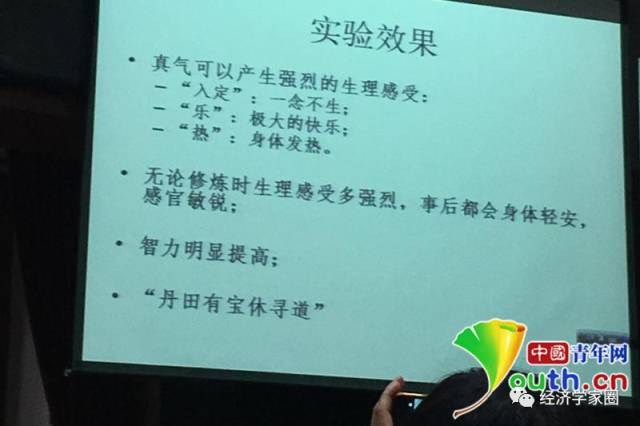 实验效果
• 真气可以产生强烈的生理感受:
– “入定”: 一念不生;
– “乐”: 极大的快乐;
– “热”: 身体发热。
• 无论修炼时生理感受多强烈, 事后都会身体轻安,
感官敏锐;
• 智力明显提高;
• “丹田有宝休寻道”
中國青年网
Youth.cn
经济学家圈